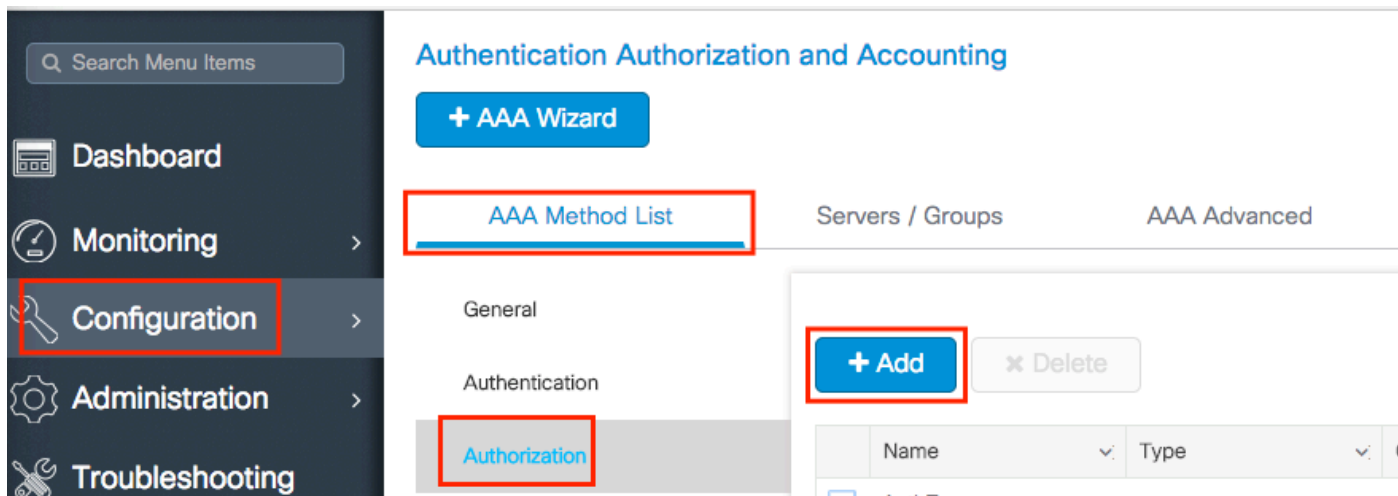 Search Menu Items
Dashboard
Monitoring
Configuration
Administration
Troubleshooting
Authentication Authorization and Accounting
+ AAA Wizard
AAA Method List
Servers / Groups
AAA Advanced
General
Authentication
Authorization
+ Add
× Delete
Name
Type